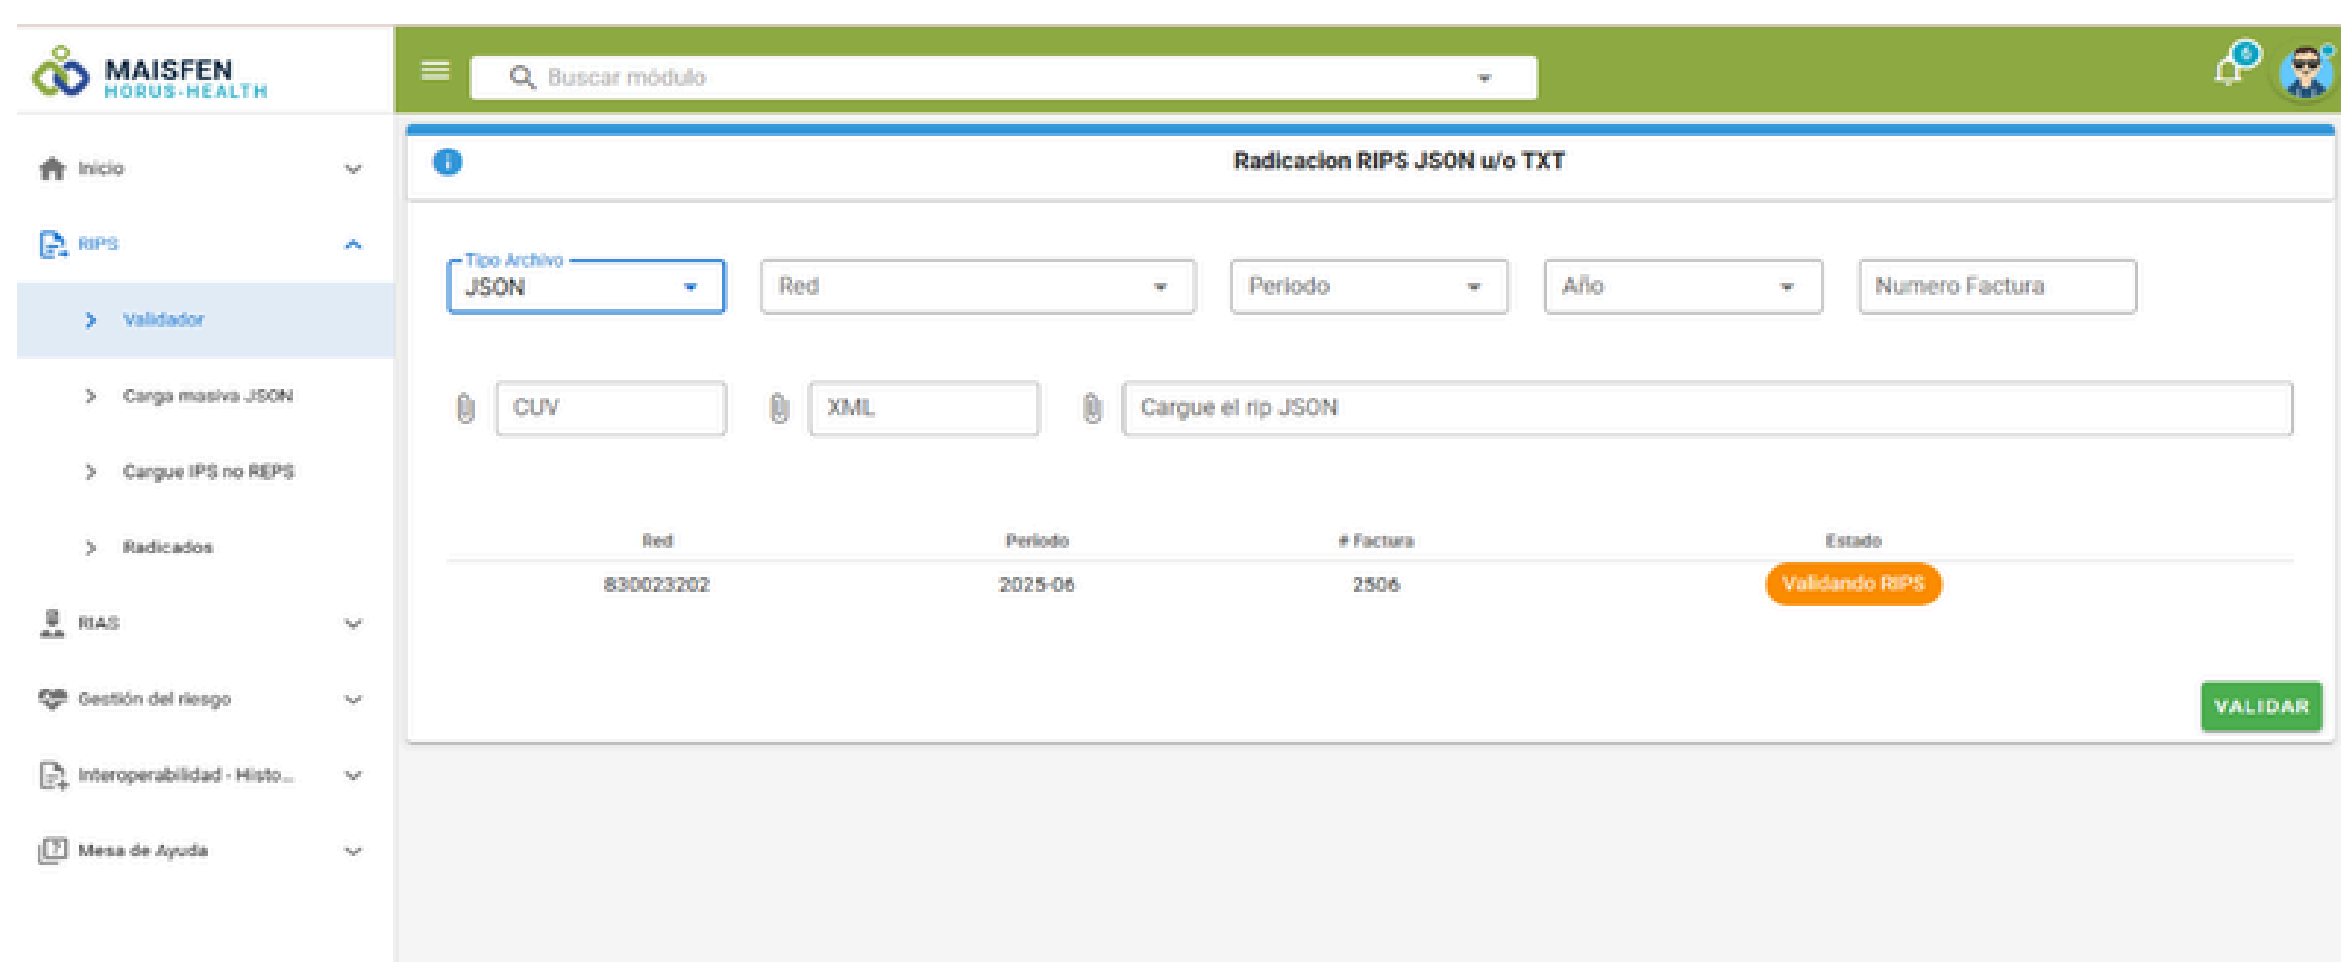 MAISFEN
HORUS-HEALTH
Buscar módulo
6
Inicio
RIPS
Validador
Carga masiva JSON
Cargue IPS no REPS
Radicados
RIAS
Gestión del riesgo
Interoperabilidad - Histo...
Mesa de Ayuda
Radicacion RIPS JSON u/o TXT
Tipo Archivo
JSON
Red
Periodo
Año
Numero Factura
CUV
XML
Cargue el rip JSON
Red Periodo # Factura Estado
830023202 2025-06 2506 Validando RIPS
VALIDAR